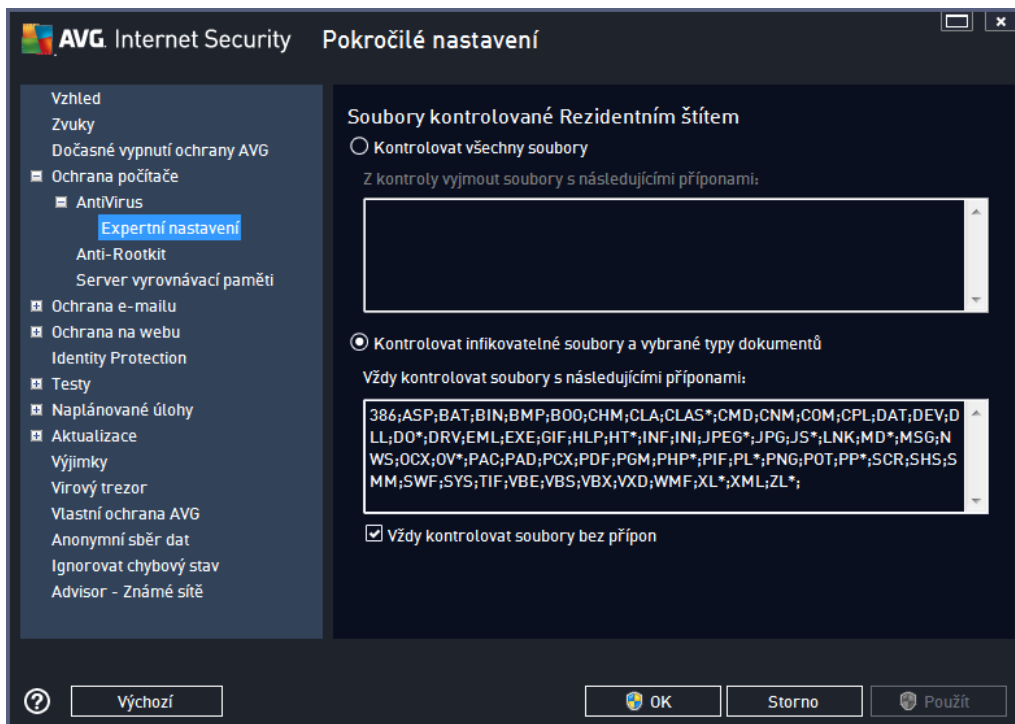 AVG. Internet Security Pokročilé nastavení
Vzhled
Zvuky
Dočasné vypnutí ochrany AVG
Ochrana počítače
AntiVirus
Expertní nastavení
Anti-Rootkit
Server vyrovnávací paměti
Ochrana e-mailu
Ochrana na webu
Identity Protection
Testy
Naplánované úlohy
Aktualizace
Výjimky
Virový trezor
Vlastní ochrana AVG
Anonymní sběr dat
Ignorovat chybový stav
Advisor - Známé sítě
Soubory kontrolované Rezidentním štítem
Kontrolovat všechny soubory
Z kontroly vyjmout soubory s následujícími příponami:
Kontrolovat infikovatelné soubory a vybrané typy dokumentů
Vždy kontrolovat soubory s následujícími příponami:
386;ASP;BAT;BIN;BMP;BOO;CHM;CLA;CLAS*;CMD;CNM;COM;CPL;DAT;DEV;D
LL;DO*;DRV;EML;EXE;GIF;HLP;HT*;INF;INI;JPEG*;JPG;JS*;LNK;MD*;MSG;N
WS;OCX;OV*;PAC;PAD;PCX;PDF;PGM;PHP*;PIF;PL*;PNG;POT;PP*;SCR;SHS;S
MM;SWF;SYS;TIF;VBE;VBS;VBX;VXD;WMF;XL*;XML;ZL*;
Vždy kontrolovat soubory bez přípon
Výchozí
OK
Storno
Použít